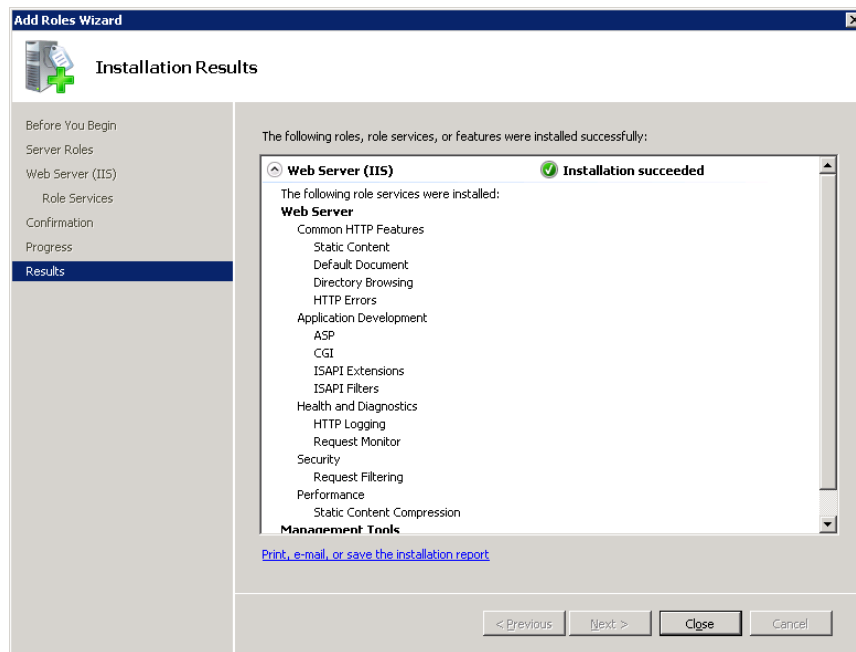 Add Roles Wizard
Installation Results
Before You Begin
Server Roles
Web Server (IIS)
Role Services
Confirmation
Progress
Results
The following roles, role services, or features were installed successfully:
Web Server (IIS) Installation succeeded
The following role services were installed:
Web Server
Common HTTP Features
Static Content
Default Document
Directory Browsing
HTTP Errors
Application Development
ASP
CGI
ISAPI Extensions
ISAPI Filters
Health and Diagnostics
HTTP Logging
Request Monitor
Security
Request Filtering
Performance
Static Content Compression
Management Tools
Print, e-mail, or save the installation report
< Previous Next > Close Cancel